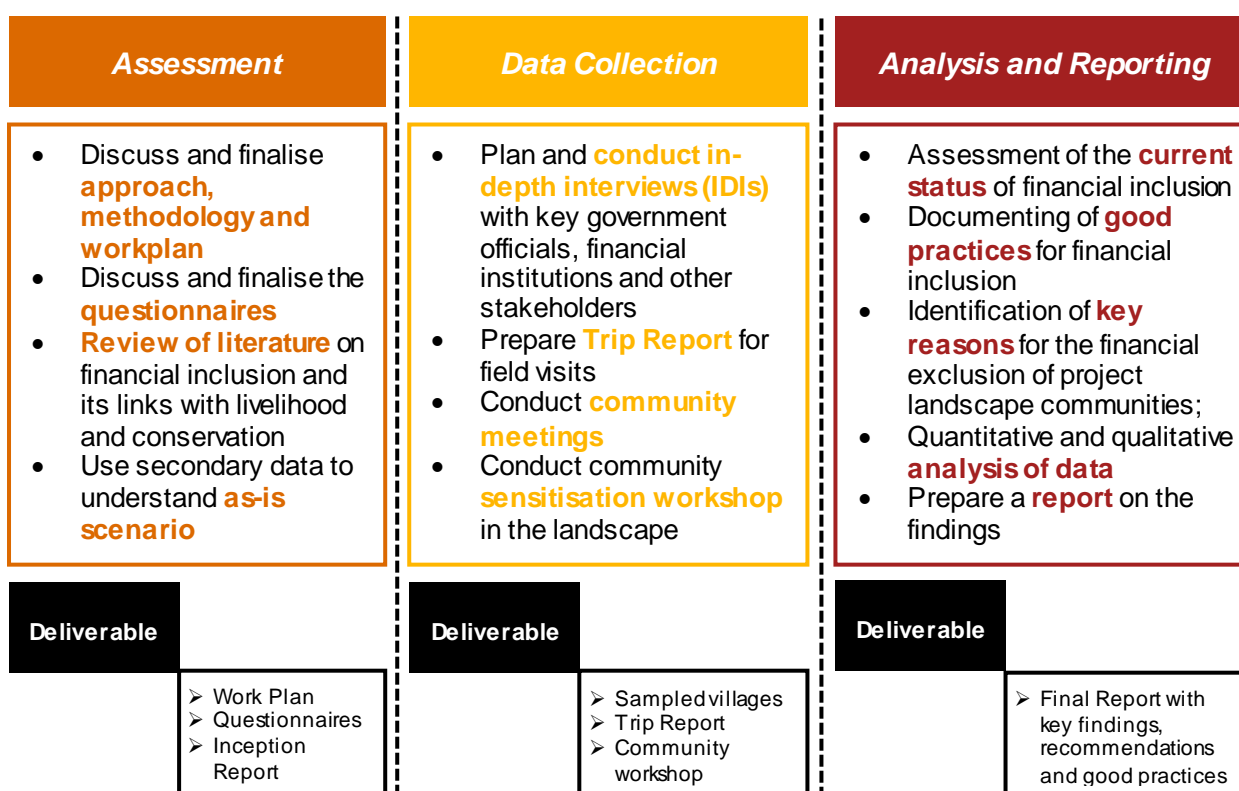 Assessment
• Discuss and finalise
approach,
methodology and
workplan
• Discuss and finalise the
questionnaires
• Review of literature on
financial inclusion and
its links with livelihood
and conservation
• Use secondary data to
understand as-is
scenario
Deliverable
➢ Work Plan
➢ Questionnaires
➢ Inception
Report
Data Collection
• Plan and conduct in-
depth interviews (IDIs)
with key government
officials, financial
institutions and other
stakeholders
• Prepare Trip Report for
field visits
• Conduct community
meetings
• Conduct community
sensitisation workshop
in the landscape
Deliverable
➢ Sampled villages
➢ Trip Report
➢ Community
workshop
Analysis and Reporting
• Assessment of the current
status of financial inclusion
• Documenting of good
practices for financial
inclusion
• Identification of key
reasons for the financial
exclusion of project
landscape communities;
• Quantitative and qualitative
analysis of data
• Prepare a report on the
findings
Deliverable
➢ Final Report with
key findings,
recommendations
and good practices